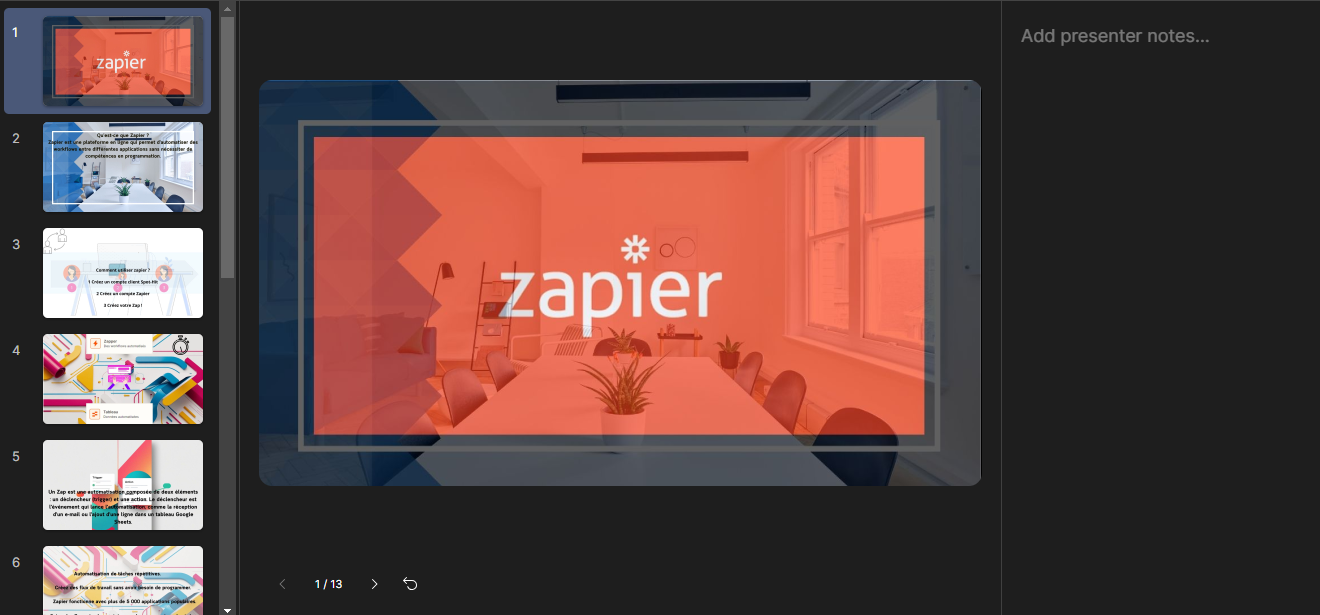 1
zapier
2
Qu'est-ce que Zapier ?
Zapier est une plateforme en ligne qui permet d'automatiser des
workflows entre différentes applications sans nécessiter de
compétences en programmation.
3
Comment utiliser zapier ?
1 Créez un compte client Spot-Hit
2 Créez un compte Zapier
3 Créez votre Zap !
4
Zapper
Des workflows automatisés
Tableau
Données automatisées
5
Trigger
Action
Un Zap est une automatisation composée de deux éléments
: un déclencheur (trigger) et une action. Le déclencheur est
l'événement qui lance l'automatisation, comme la réception
d'un e-mail ou l'ajout d'une ligne dans un tableau Google
Sheets.
6
Automatisation de tâches répétitives.
Créez des flux de travail sans avoir besoin de programmer.
Zapier fonctionne avec plus de 5 000 applications populaires
zapier
1 / 13
Add presenter notes...